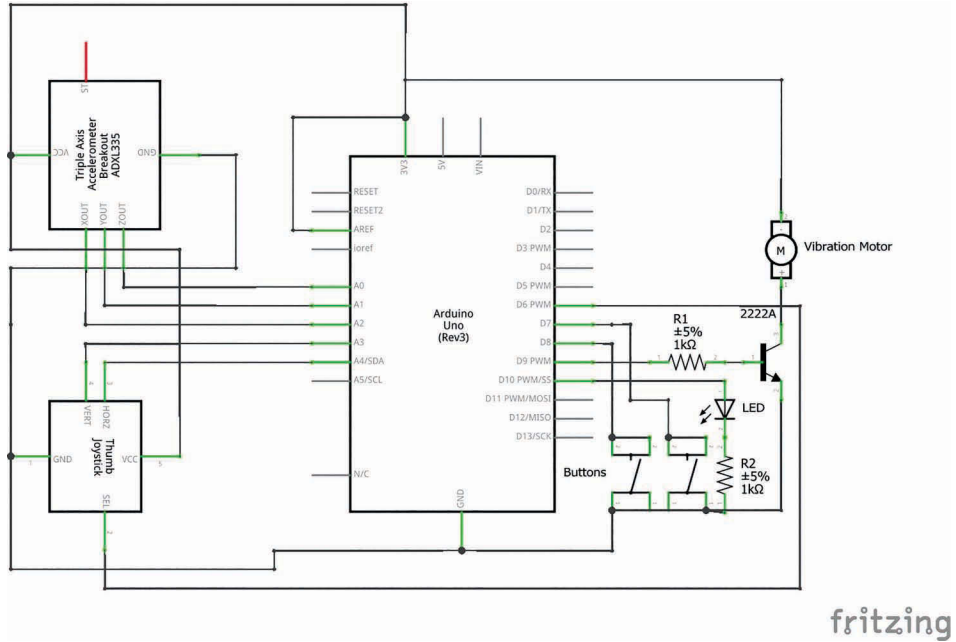 ST
VCC
Triple Axis
Accelerometer
Breakout
ADXL335
GND
XOUT
YOUT
ZOUT
3V3
5V
VIN
RESET
RESET2
AREF
ioref
A0
A1
A2
A3
A4/SDA
A5/SCL
N/C
Arduino
Uno
(Rev3)
D0/RX
D1/TX
D2
D3 PWM
D4
D5 PWM
D6 PWM
D7
D8
D9 PWM
D10 PWM/SS
D11 PWM/MOSI
D12/MISO
D13/SCK
GND
M
+
Vibration Motor
2222A
R1
±5%
1kΩ
LED
R2
±5%
1kΩ
Buttons
VERT
HORZ
GND
Thumb
Joystick
VCC
SEL
1
5
fritzing